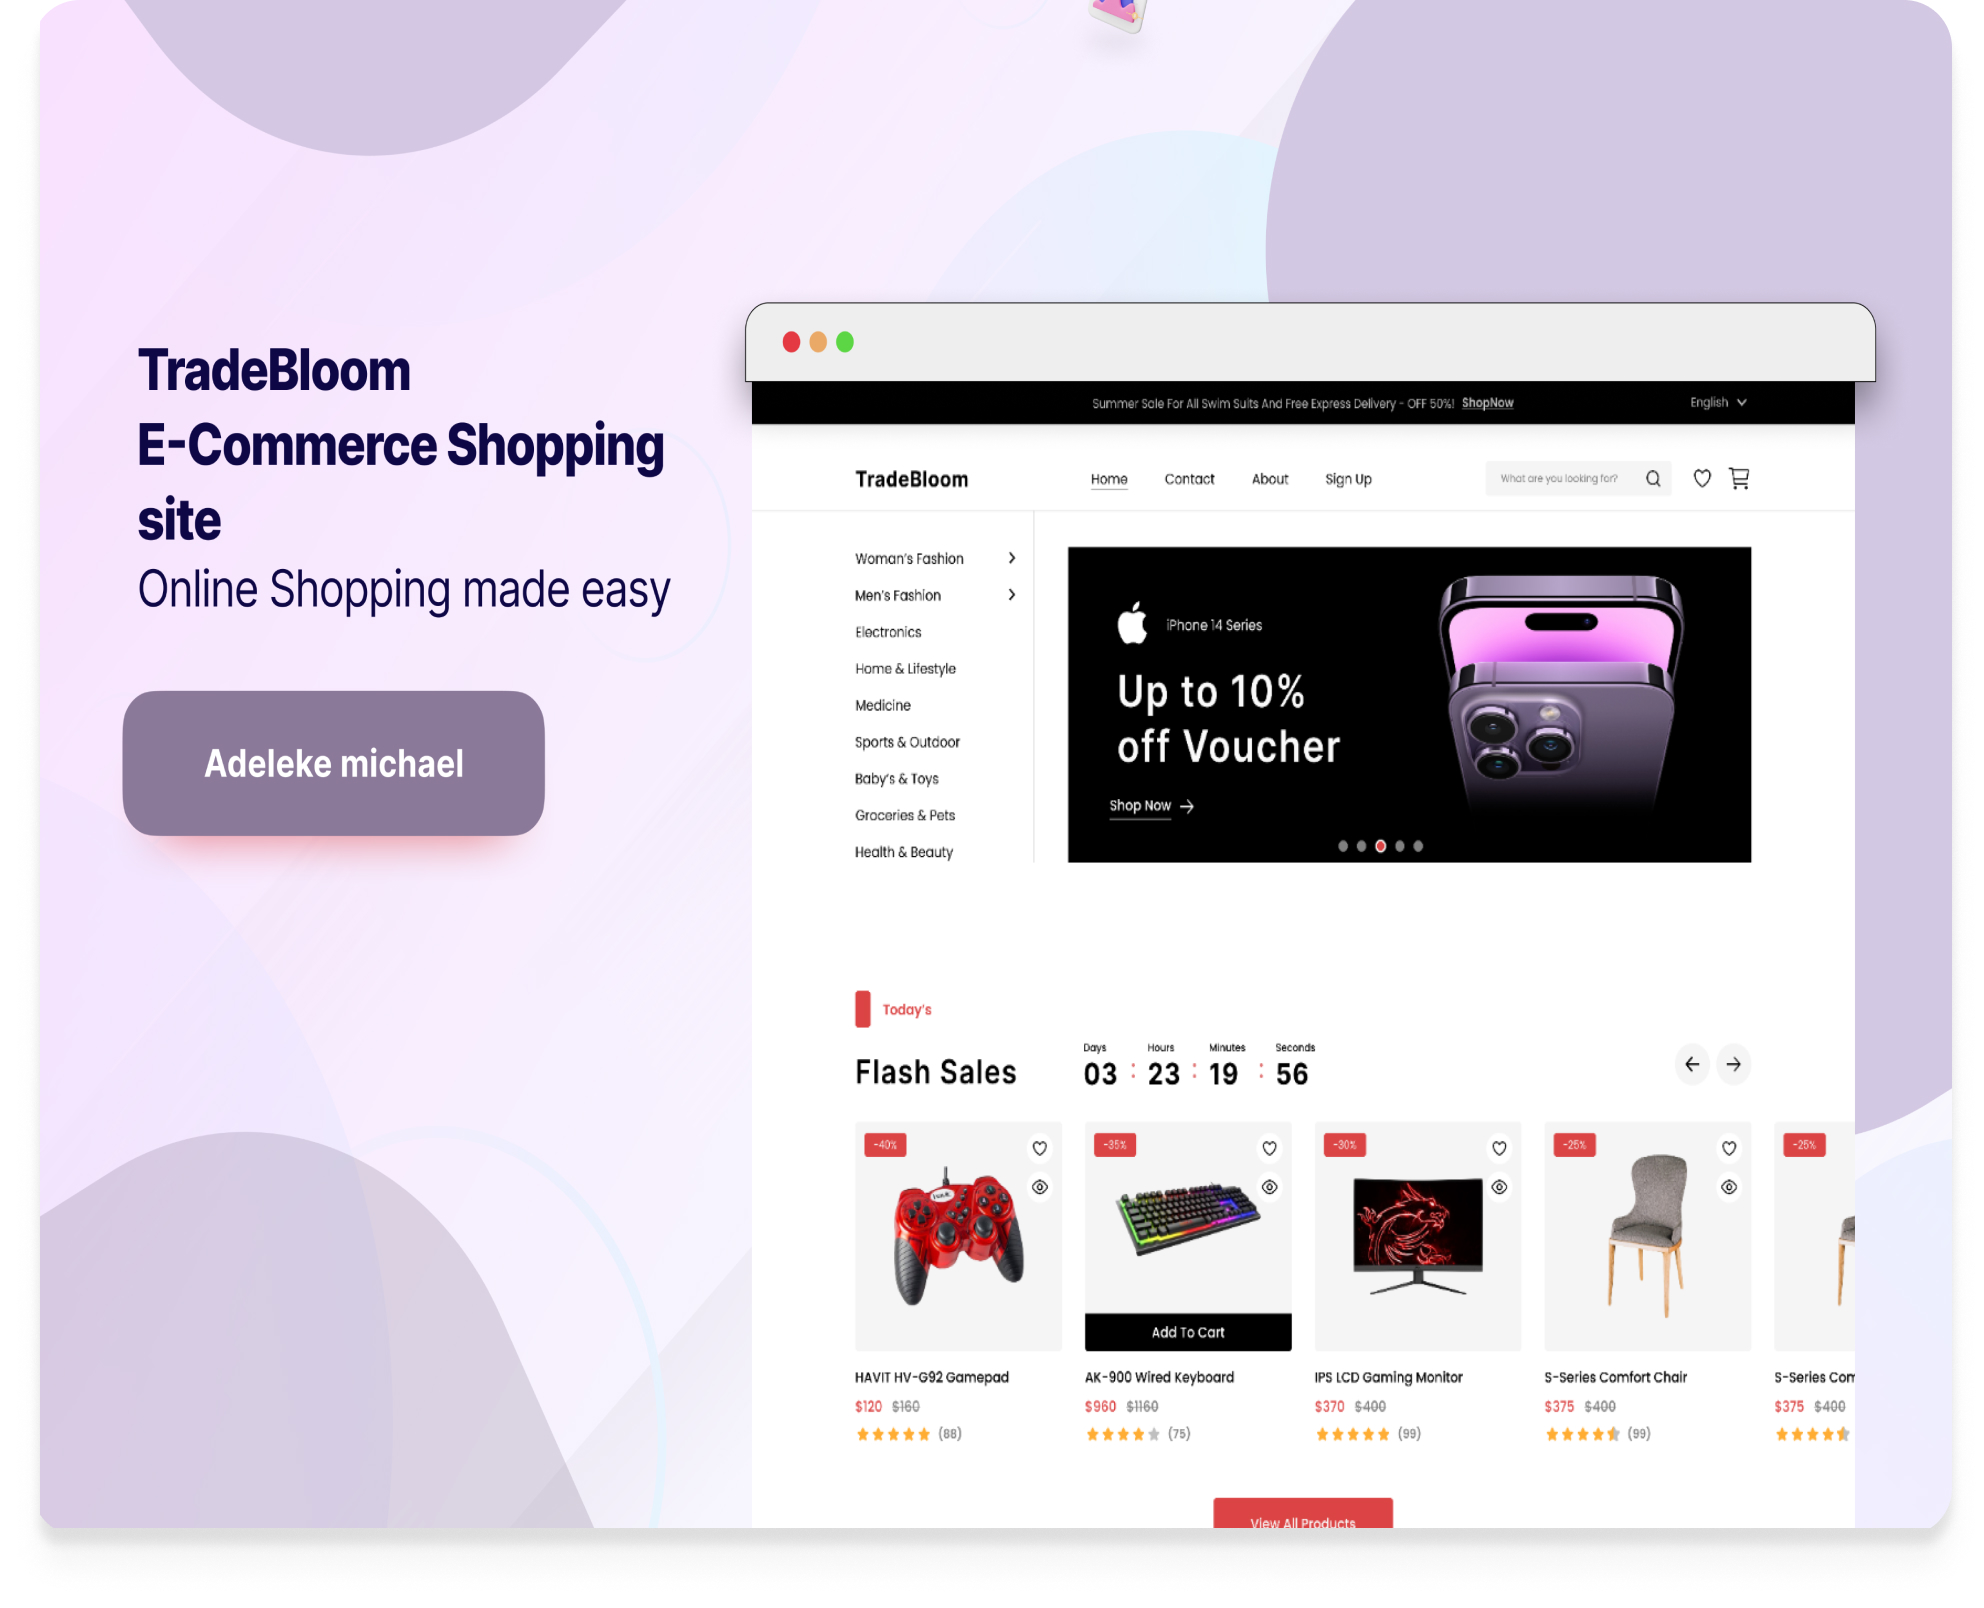 TradeBloom
E-Commerce Shopping
site
Online Shopping made easy
Adeleke michael
Summer Sale For All Swim Suits And Free Express Delivery - OFF 50%! ShopNow
English
TradeBloom
Home Contact About Sign Up
What are you looking for?
Woman's Fashion
Men's Fashion
Electronics
Home & Lifestyle
Medicine
Sports & Outdoor
Baby's & Toys
Groceries & Pets
Health & Beauty
iPhone 14 Series
Up to 10%
off Voucher
Shop Now
Today's
Flash Sales
Days Hours Minutes Seconds
03 : 23 : 19 : 56
-40% -35% -30% -25% -25%
Add To Cart
HAVIT HV-G92 Gamepad
$120 $160
(88)
AK-900 Wired Keyboard
$960 $1160
(75)
IPS LCD Gaming Monitor
$370 $400
(99)
S-Series Comfort Chair
$375 $400
(99)
S-Series Com
$375 $400
View All Products